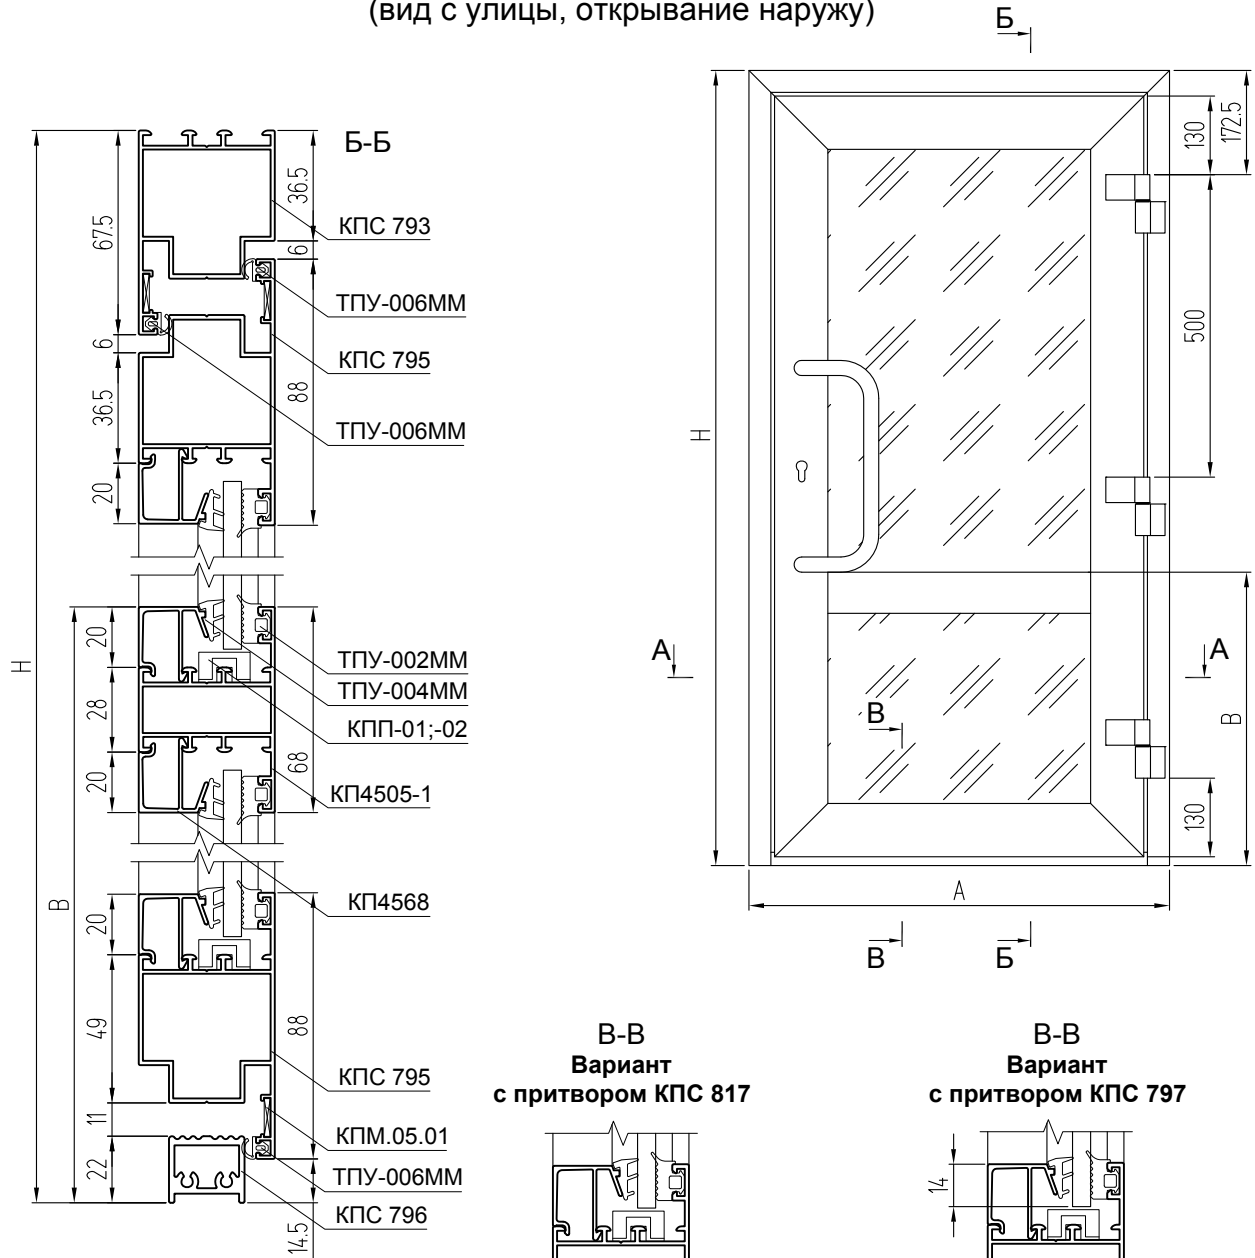 (вид с улицы, открывание наружу)
Б
Б-Б
67.5
6
36.5
20
20
28
20
20
49
11
22
H
B
36.5
6
88
68
88
14.5
КПС 793
ТПУ-006ММ
КПС 795
ТПУ-006ММ
ТПУ-002ММ
ТПУ-004ММ
КПП-01;-02
КП4505-1
КП4568
КПС 795
КПМ.05.01
ТПУ-006ММ
КПС 796
130
172.5
500
H
А
А
В
B
130
A
В
Б
В-В
Вариант
с притвором КПС 817
В-В
Вариант
с притвором КПС 797
14